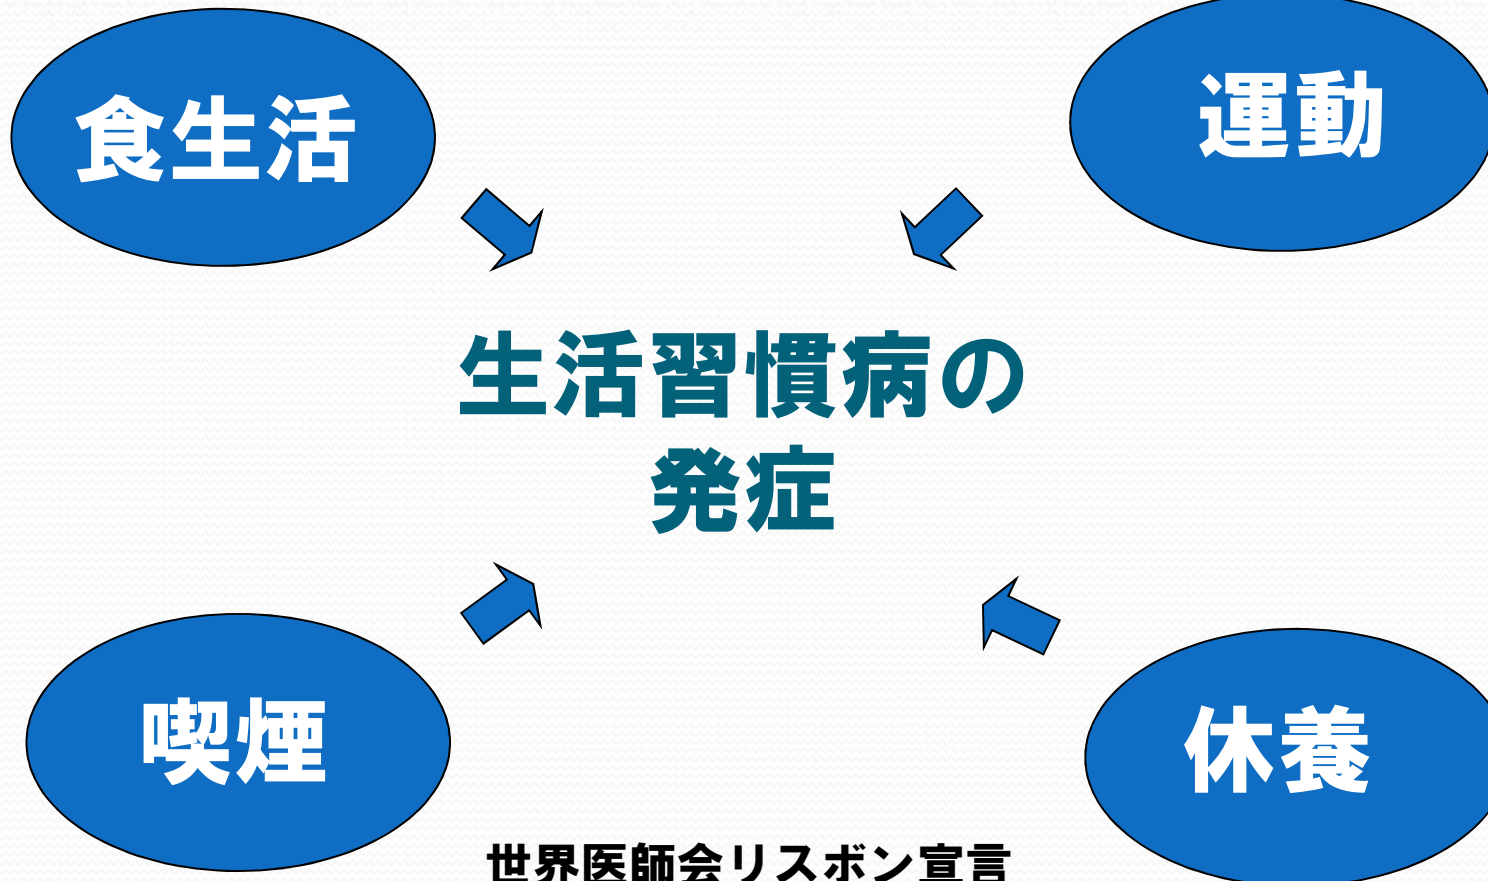 食生活
運動
生活習慣病の
発症
喫煙
休養
世界医師会リスボン宣言